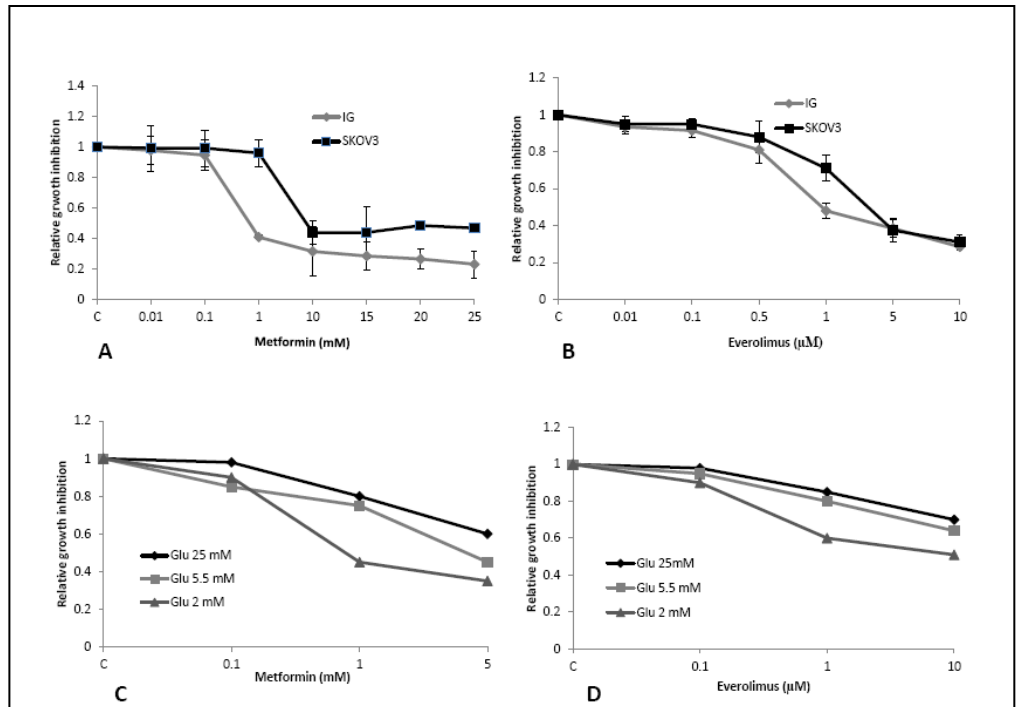 1.4
1.2
1
0.8
0.6
0.4
0.2
0
Relative grwoth inhibition
IG
SKOV3
C 0.01 0.1 1 10 15 20 25
Metformin (mM)
A
1.2
1
0.8
0.6
0.4
0.2
0
Relative growth inhibition
IG
SKOV3
C 0.01 0.1 0.5 1 5 10
Everolimus (μM)
B
1.2
1
0.8
0.6
0.4
0.2
0
Relative growth inhibition
Glu 25 mM
Glu 5.5 mM
Glu 2 mM
C 0.1 1 5
Metformin (mM)
C
1.2
1
0.8
0.6
0.4
0.2
0
Relative growth inhibition
Glu 25mM
Glu 5.5 mM
Glu 2 mM
C 0.1 1 10
Everolimus (μM)
D